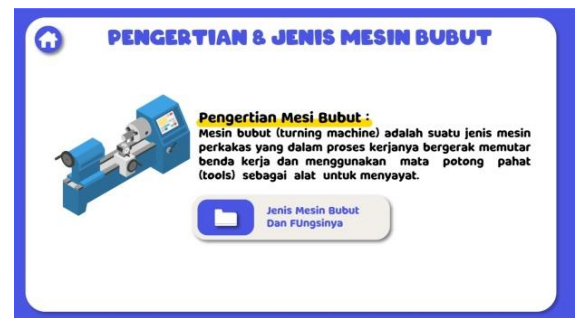 PENGERTIAN & JENIS MESIN BUBUT
Pengertian Mesi Bubut :
Mesin bubut (turning machine) adalah suatu jenis mesin
perkakas yang dalam proses kerjanya bergerak memutar
benda kerja dan menggunakan mata potong pahat
(tools) sebagai alat untuk menyayat.
Jenis Mesin Bubut
Dan FUngsinya